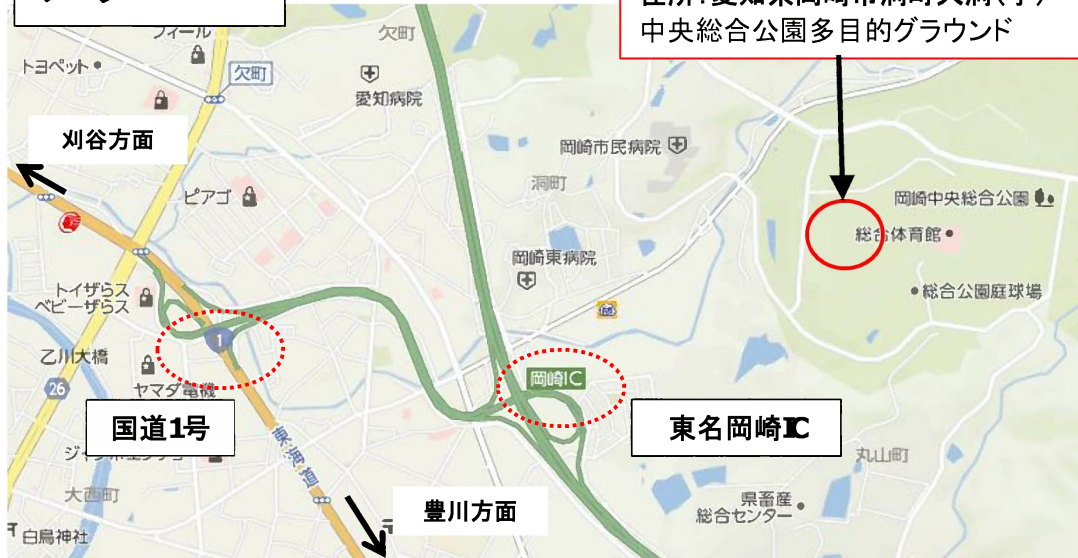 中央総合公園多目的グラウンド
フィール
欠町
トヨペット
欠町
愛知病院
刈谷方面
岡崎市民病院
洞町
ピアゴ
岡崎中央総合公園
総合体育館
岡崎東病院
トイザらス
ベビーザらス
総合公園庭球場
1
乙川大橋
26
ヤマダ電機
岡崎IC
国道1号
東名岡崎IC
東海道
丸山町
大西町
県畜産
総合センター
豊川方面
白鳥神社